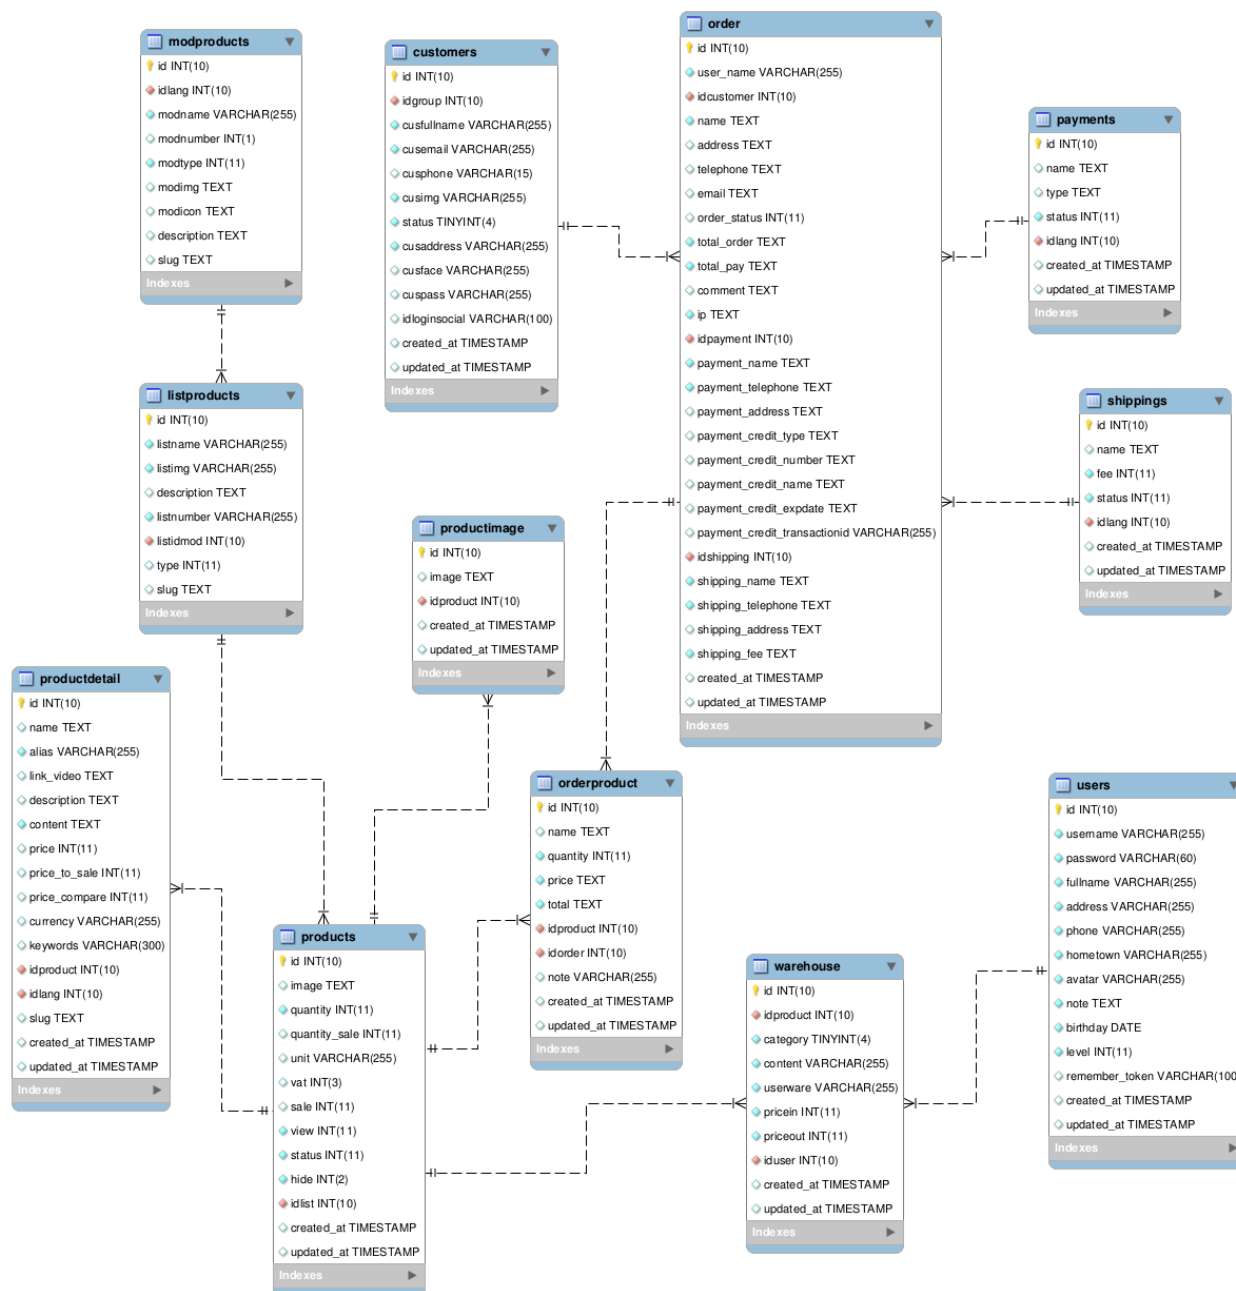 modproducts
id INT(10)
idlang INT(10)
modname VARCHAR(255)
modnumber INT(1)
modtype INT(11)
modimg TEXT
modicon TEXT
description TEXT
slug TEXT
Indexes
customers
id INT(10)
idgroup INT(10)
cusfullname VARCHAR(255)
cusemail VARCHAR(255)
cusphone VARCHAR(15)
cusimg VARCHAR(255)
status TINYINT(4)
cusaddress VARCHAR(255)
cusface VARCHAR(255)
cuspass VARCHAR(255)
idloginsocial VARCHAR(100)
created_at TIMESTAMP
updated_at TIMESTAMP
Indexes
order
id INT(10)
user_name VARCHAR(255)
idcustomer INT(10)
name TEXT
address TEXT
telephone TEXT
email TEXT
order_status INT(11)
total_order TEXT
total_pay TEXT
comment TEXT
ip TEXT
idpayment INT(10)
payment_name TEXT
payment_telephone TEXT
payment_address TEXT
payment_credit_type TEXT
payment_credit_number TEXT
payment_credit_name TEXT
payment_credit_expdate TEXT
payment_credit_transactionid VARCHAR(255)
idshipping INT(10)
shipping_name TEXT
shipping_telephone TEXT
shipping_address TEXT
shipping_fee TEXT
created_at TIMESTAMP
updated_at TIMESTAMP
Indexes
payments
id INT(10)
name TEXT
type TEXT
status INT(11)
idlang INT(10)
created_at TIMESTAMP
updated_at TIMESTAMP
Indexes
listproducts
id INT(10)
listname VARCHAR(255)
listimg VARCHAR(255)
description TEXT
listnumber VARCHAR(255)
listidmod INT(10)
type INT(11)
slug TEXT
Indexes
shippings
id INT(10)
name TEXT
fee INT(11)
status INT(11)
idlang INT(10)
created_at TIMESTAMP
updated_at TIMESTAMP
Indexes
productimage
id INT(10)
image TEXT
idproduct INT(10)
created_at TIMESTAMP
updated_at TIMESTAMP
Indexes
productdetail
id INT(10)
name TEXT
alias VARCHAR(255)
link_video TEXT
description TEXT
content TEXT
price INT(11)
price_to_sale INT(11)
price_compare INT(11)
currency VARCHAR(255)
keywords VARCHAR(300)
idproduct INT(10)
idlang INT(10)
slug TEXT
created_at TIMESTAMP
updated_at TIMESTAMP
Indexes
orderproduct
id INT(10)
name TEXT
quantity INT(11)
price TEXT
total TEXT
idproduct INT(10)
idorder INT(10)
note VARCHAR(255)
created_at TIMESTAMP
updated_at TIMESTAMP
Indexes
users
id INT(10)
username VARCHAR(255)
password VARCHAR(60)
fullname VARCHAR(255)
address VARCHAR(255)
phone VARCHAR(255)
hometown VARCHAR(255)
avatar VARCHAR(255)
note TEXT
birthday DATE
level INT(11)
remember_token VARCHAR(100
created_at TIMESTAMP
updated_at TIMESTAMP
Indexes
products
id INT(10)
image TEXT
quantity INT(11)
quantity_sale INT(11)
unit VARCHAR(255)
vat INT(3)
sale INT(11)
view INT(11)
status INT(11)
hide INT(2)
idlist INT(10)
created_at TIMESTAMP
updated_at TIMESTAMP
Indexes
warehouse
id INT(10)
idproduct INT(10)
category TINYINT(4)
content VARCHAR(255)
userware VARCHAR(255)
pricein INT(11)
priceout INT(11)
iduser INT(10)
created_at TIMESTAMP
updated_at TIMESTAMP
Indexes